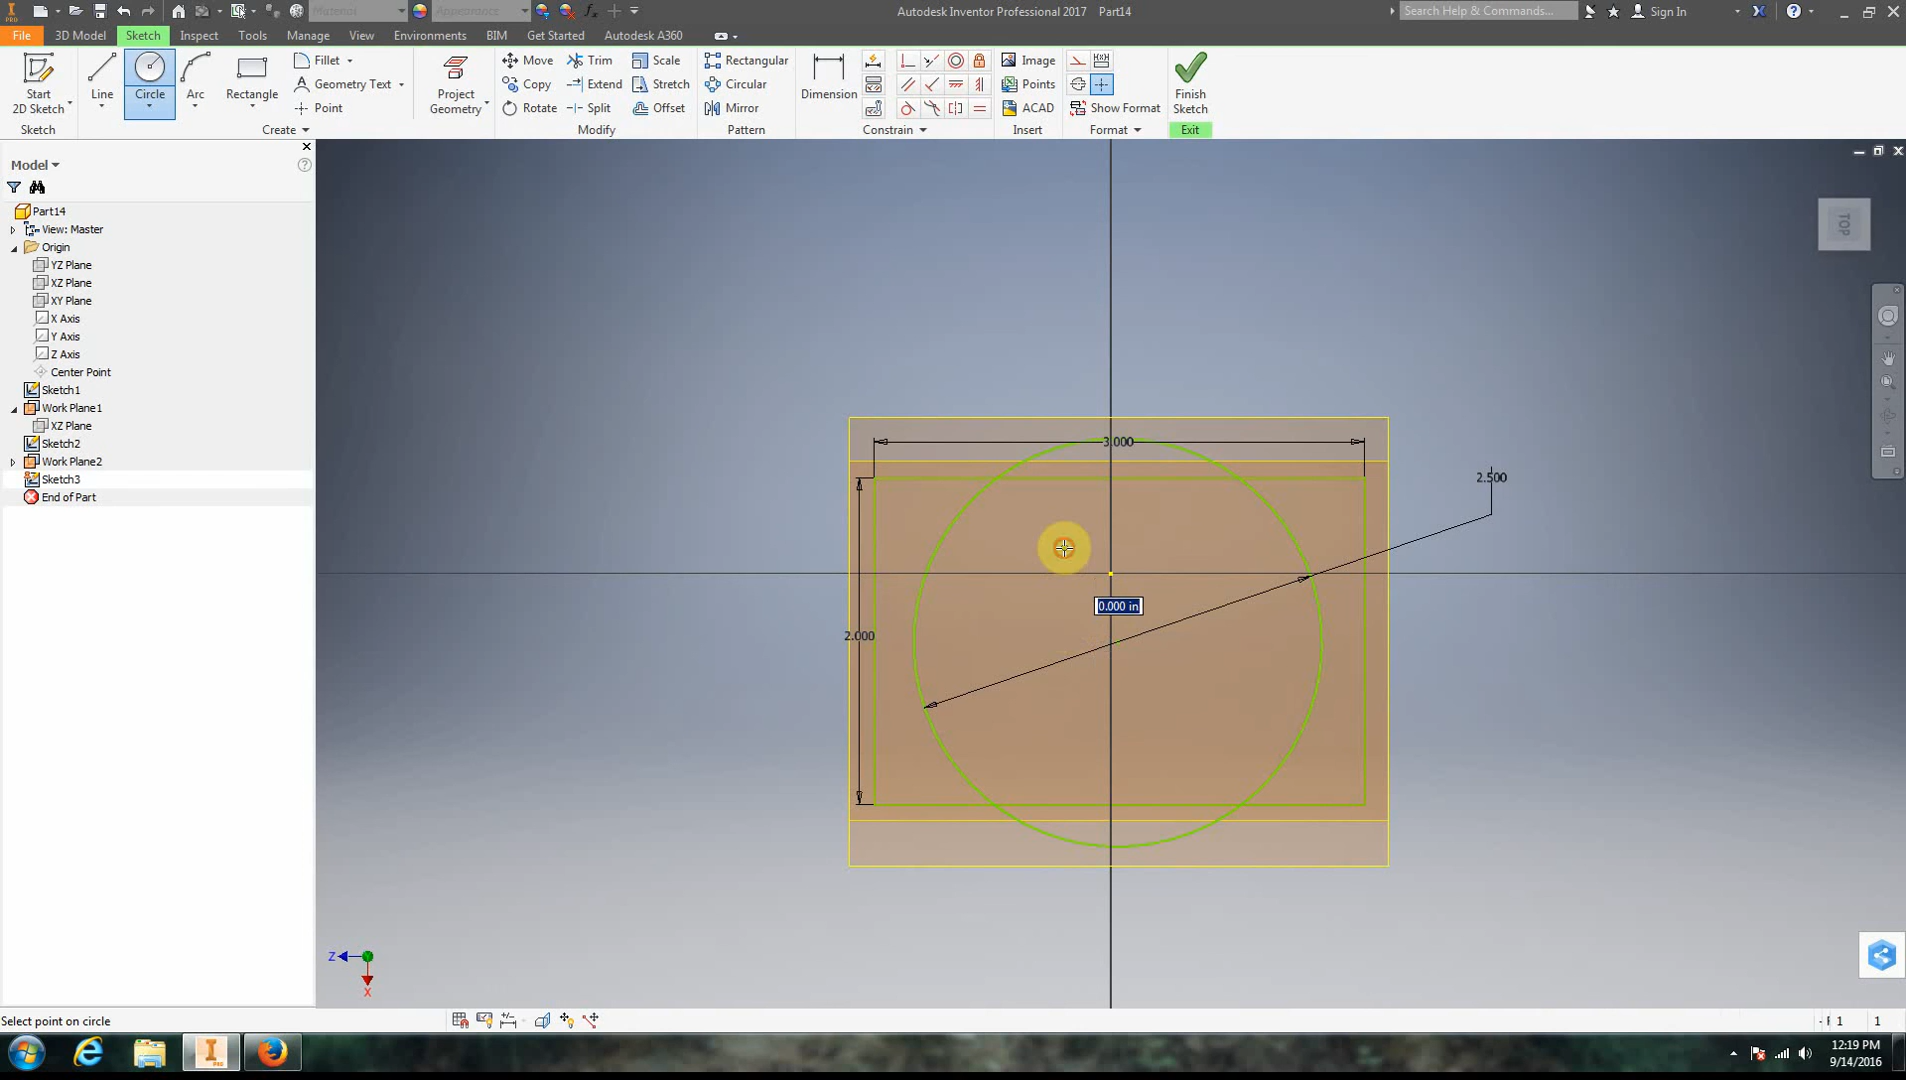 Material
Appearance
Autodesk Inventor Professional 2017 Part14
Search Help & Commands...
Sign In
PRO
File
3D Model
Sketch
Inspect
Tools
Manage
View
Environments
BIM
Get Started
Autodesk A360
Start
2D Sketch
Line
Circle
Arc
Rectangle
Fillet
Geometry Text
Point
Project
Geometry
Move
Copy
Rotate
Trim
Extend
Split
Scale
Stretch
Offset
Rectangular
Circular
Mirror
Dimension
Image
Points
ACAD
Show Format
Finish
Sketch
Sketch
Create
Modify
Pattern
Constrain
Insert
Format
Exit
Model
Part14
View: Master
Origin
YZ Plane
XZ Plane
XY Plane
X Axis
Y Axis
Z Axis
Center Point
Sketch1
Work Plane1
XZ Plane
Sketch2
Work Plane2
Sketch3
End of Part
TOP
3.000
2.500
0.000 in
2.000
Z
X
Select point on circle
1
1
12:19 PM
9/14/2016